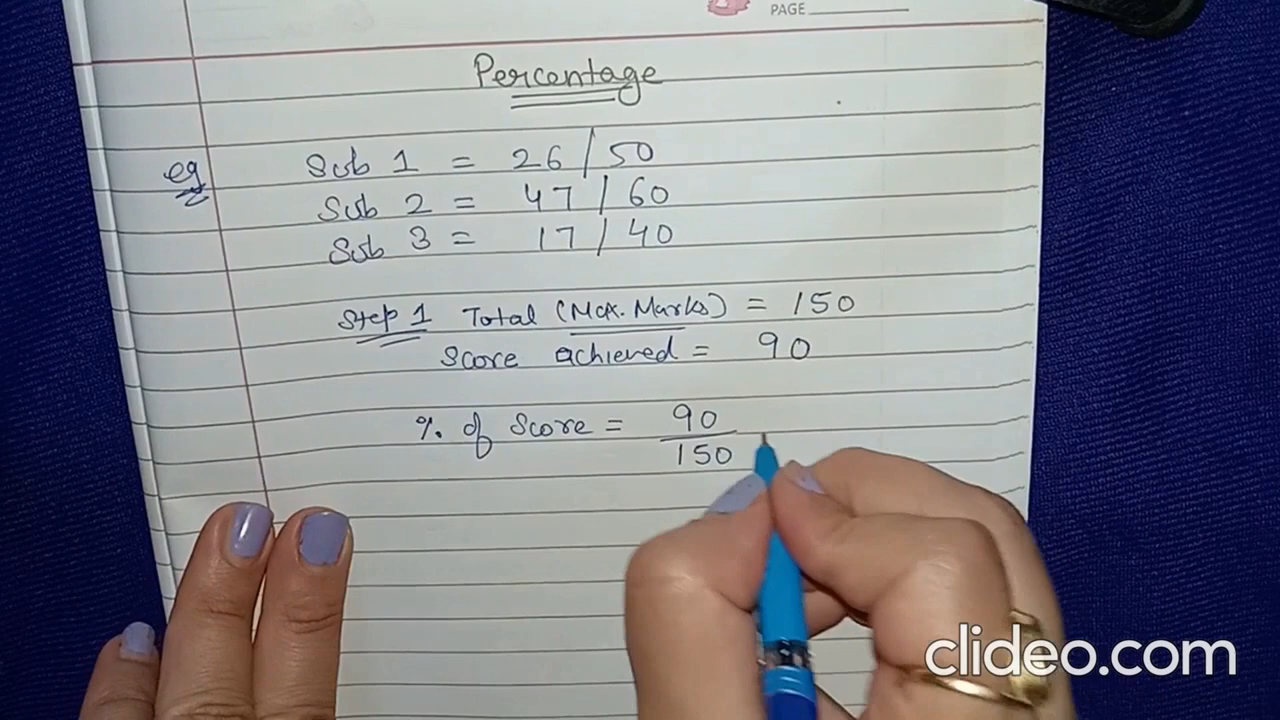 PAGE
Percentage
eg
Sub 1 = 26/50
Sub 2 = 47/60
Sub 3 = 17/40
Step 1 Total (Max. Marks) = 150
Score achieved = 90
% of Score = 90
150
clideo.com